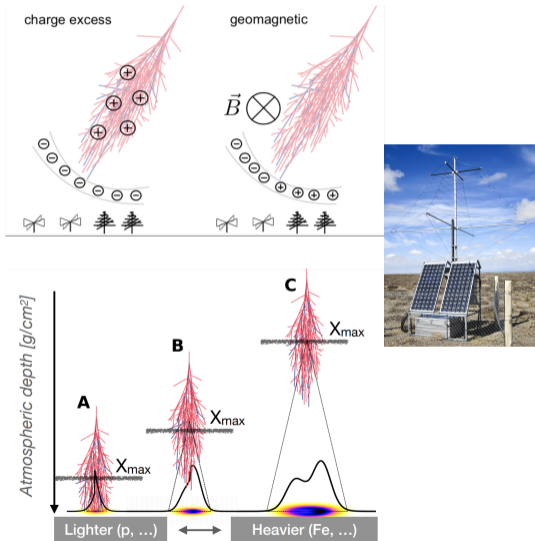 charge excess
geomagnetic
B
Atmospheric depth [g/cm²]
A
B
C
Xmax
Xmax
Xmax
Lighter (p, ...)
Heavier (Fe, ...)